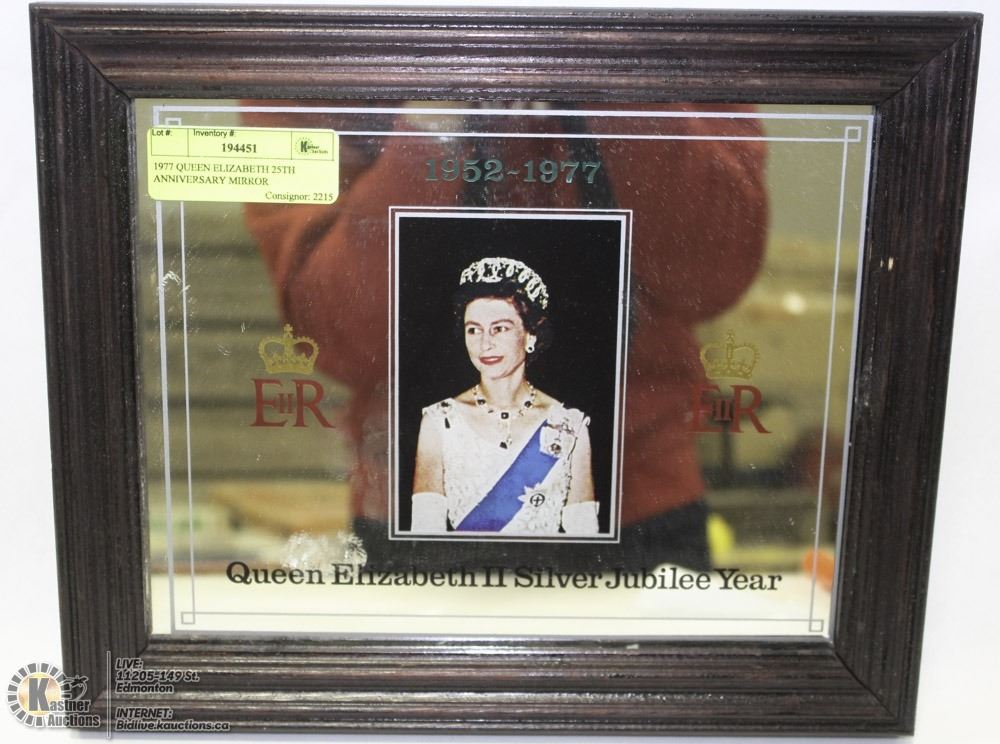 Lot #: Inventory #:
194451
1977 QUEEN ELIZABETH 25TH
ANNIVERSARY MIRROR
Consignor: 2215
1952~1977
EIIR
EIIR
Queen Elizabeth II Silver Jubilee Year
K
Kastner
Auctions
LIVE:
11205-149 St.
Edmonton
INTERNET:
Bidlive.kauctions.ca